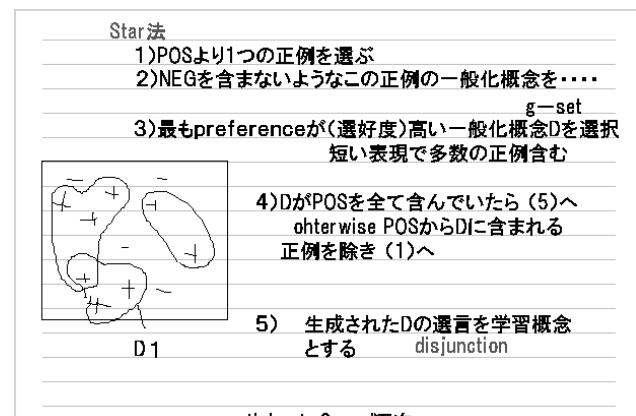 Star法
1)POSより1つの正例を選ぶ
2)NEGを含まないようなこの正例の一般化概念を‥‥
g－set
3)最もpreferenceが(選好度)高い一般化概念Dを選択
短い表現で多数の正例含む
4)DがPOSを全て含んでいたら (5)へ
ohterwise POSからDに含まれる
正例を除き (1)へ
5) 生成されたDの選言を学習概念
とする disjunction
D1